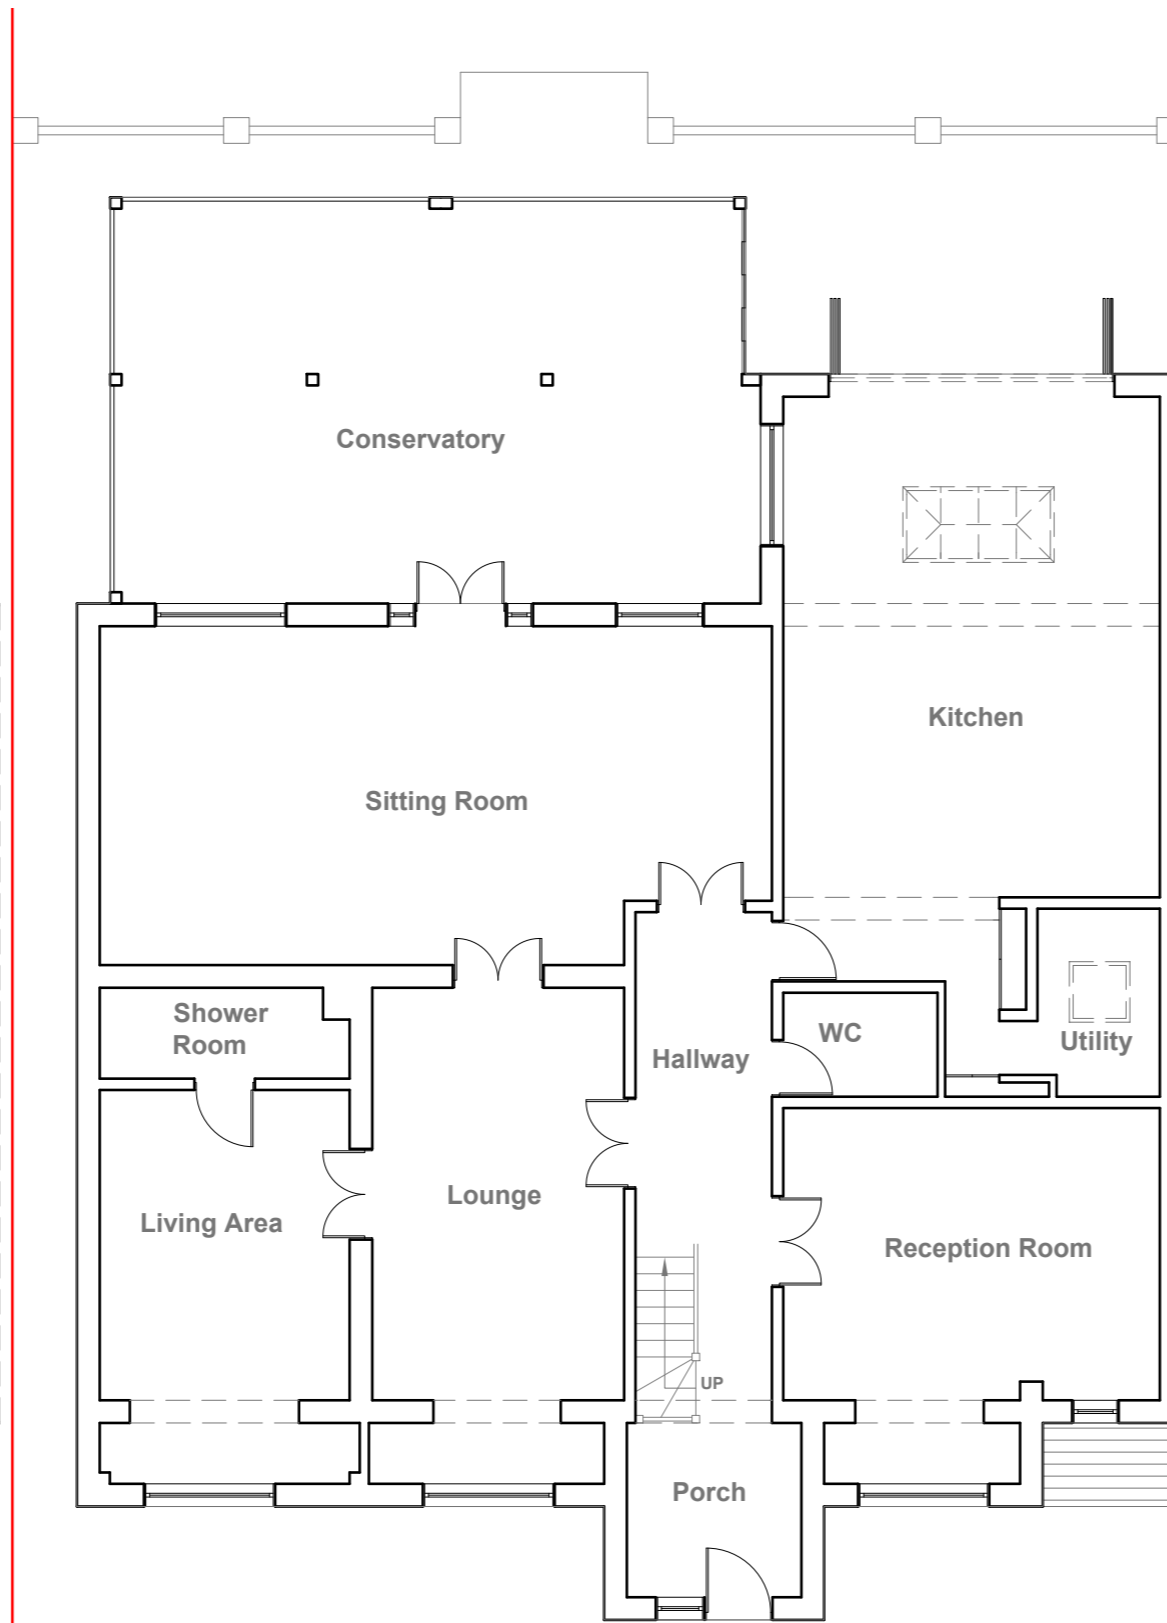 Conservatory
Kitchen
Sitting Room
Shower
Room
WC
Utility
Hallway
Lounge
Living Area
Reception Room
UP
Porch